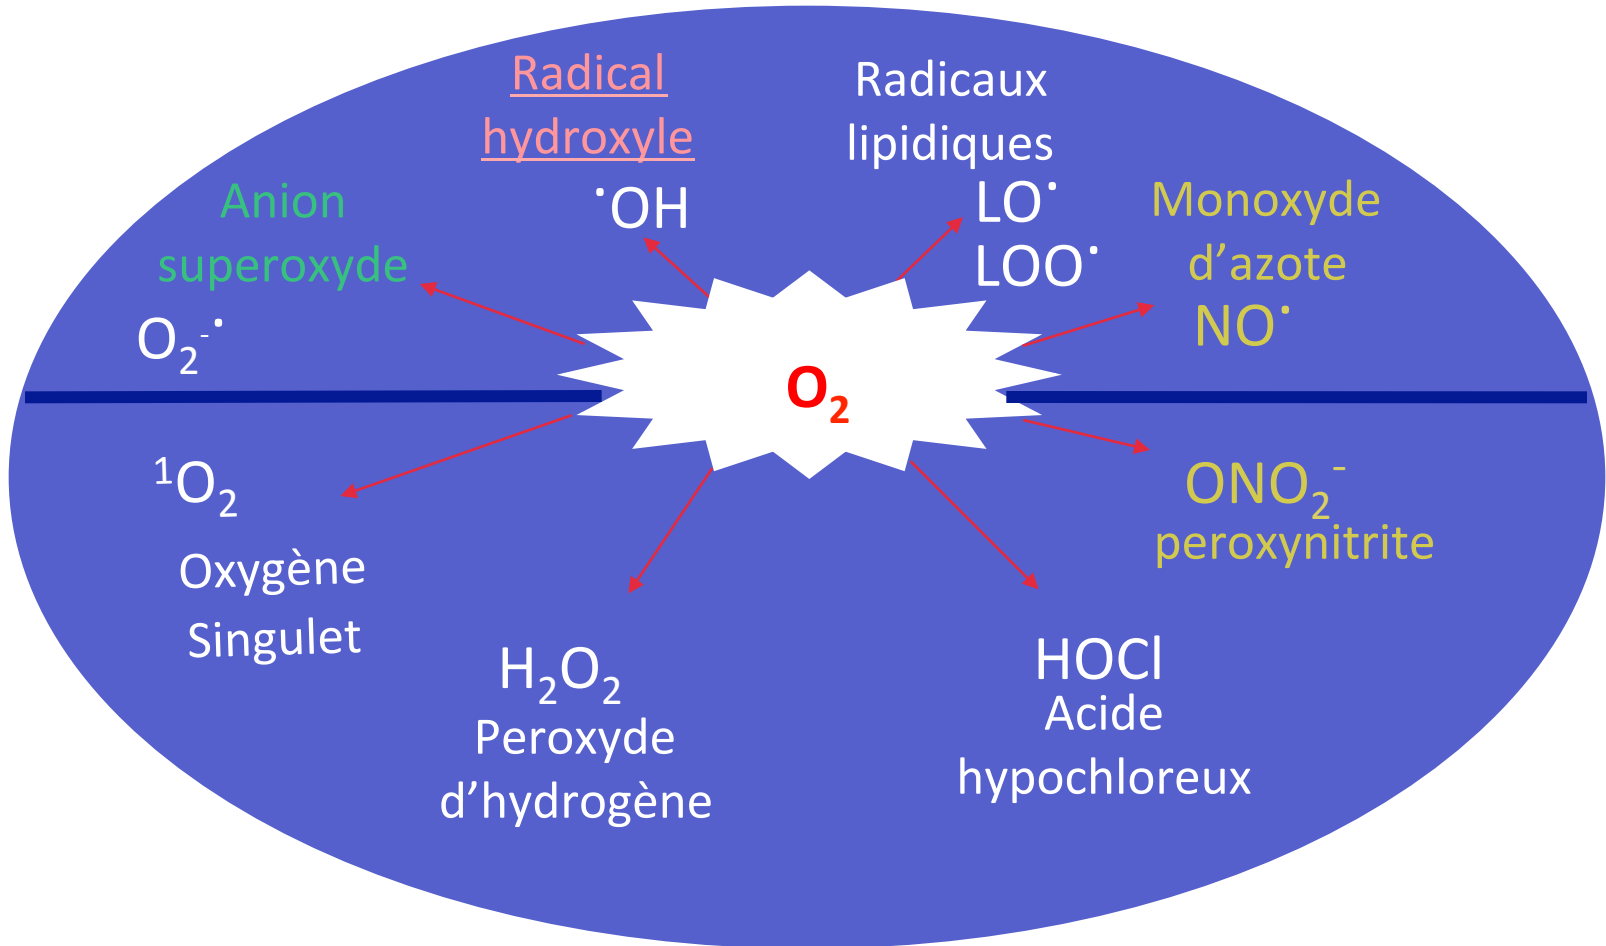 Radical
hydroxyle
•OH
Radicaux
lipidiques
LO•
LOO•
Anion
superoxyde
O₂⁻•
Monoxyde
d’azote
NO•
O₂
¹O₂
Oxygène
Singulet
ONO₂⁻
peroxynitrite
H₂O₂
Peroxyde
d’hydrogène
HOCl
Acide
hypochloreux